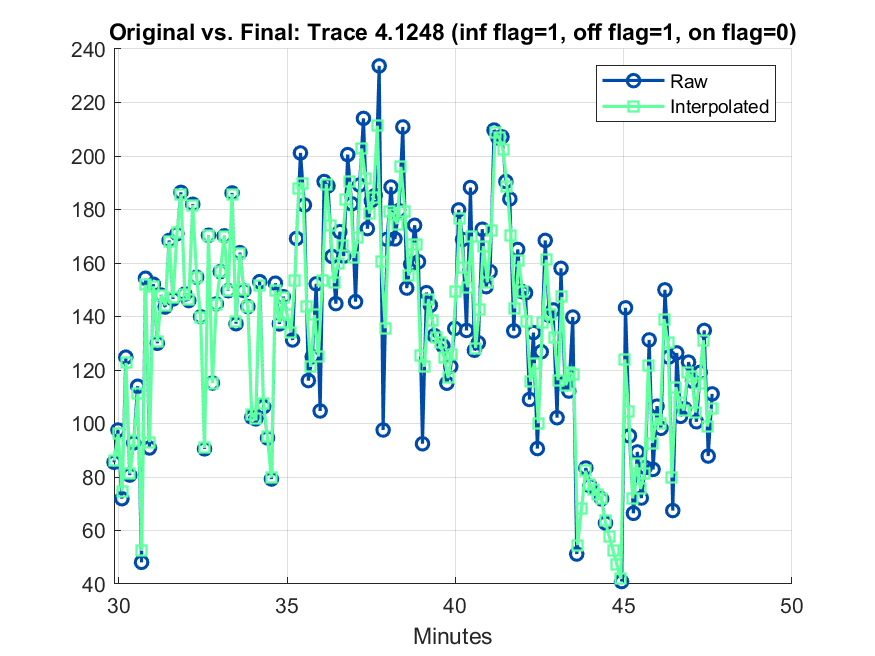 Original vs. Final: Trace 4.1248 (inf flag=1, off flag=1, on flag=0)
240
220
200
180
160
140
120
100
80
60
40
Raw
Interpolated
30 35 40 45 50
Minutes